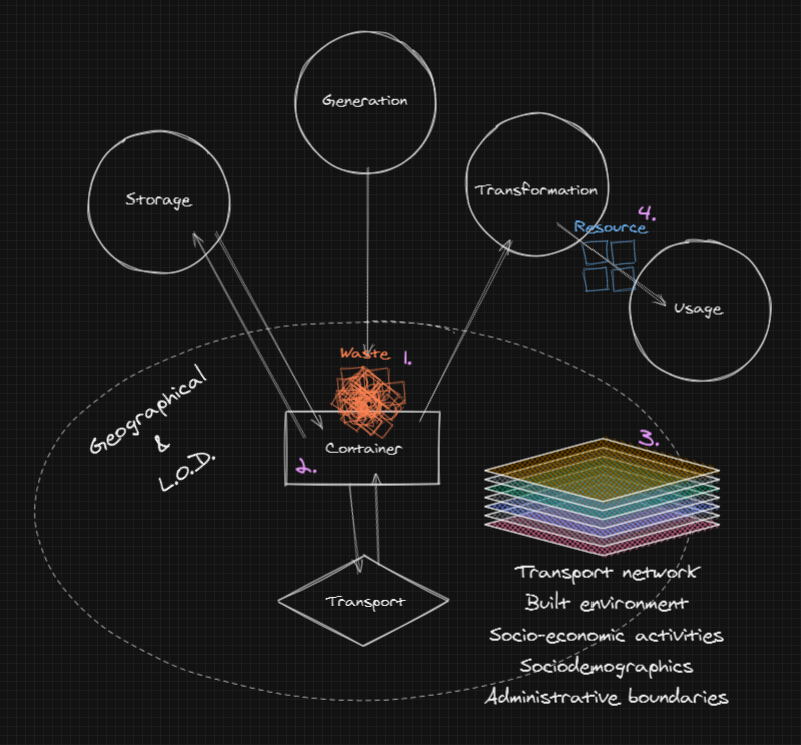 Generation
Storage
Transformation
4.
Resource
Usage
Waste 1.
Geographical
&
L.O.D.
Container
2.
3.
Transport
Transport network
Built environment
Socio-economic activities
Sociodemographics
Administrative boundaries